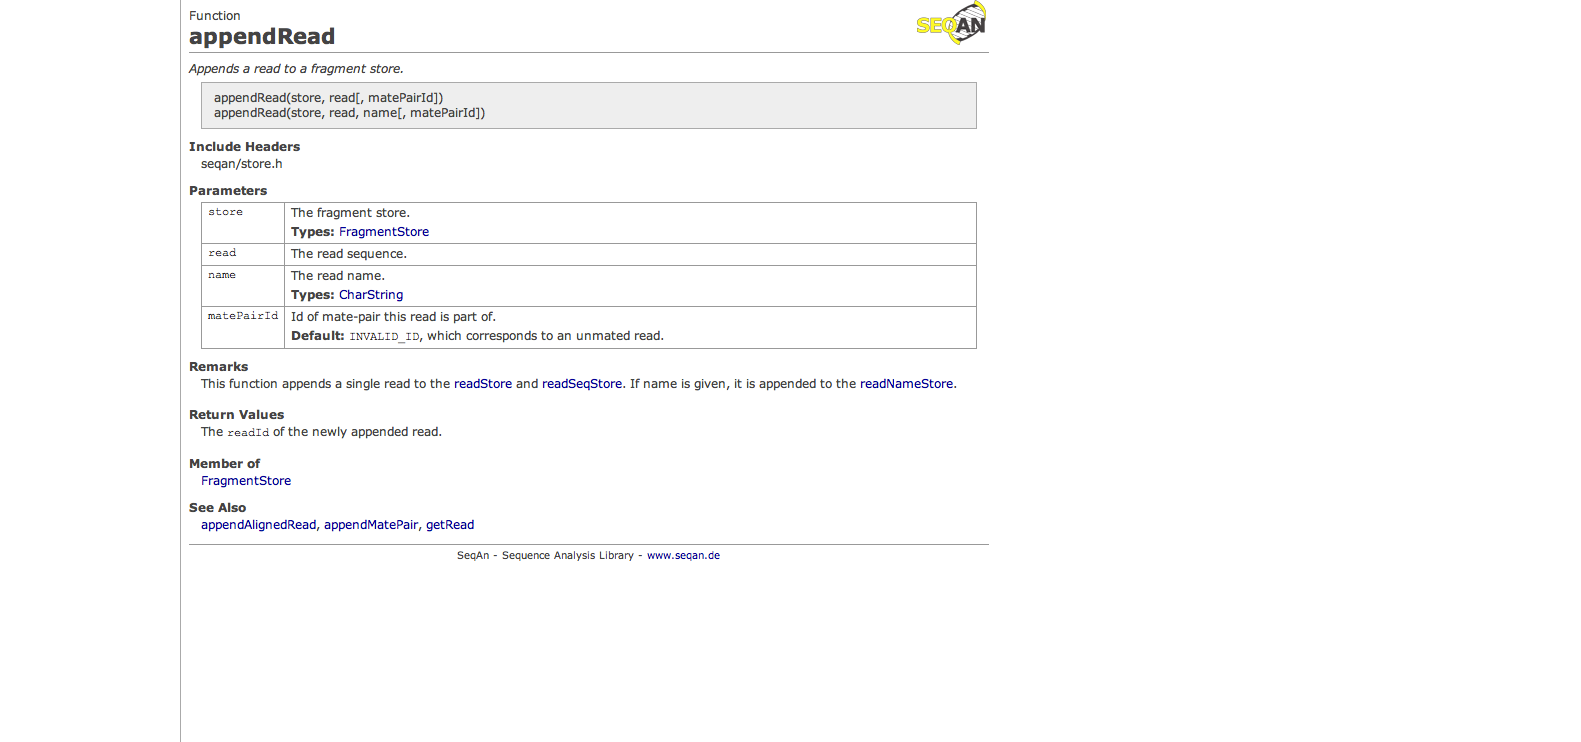 Function
SEQAN
appendRead
Appends a read to a fragment store.
appendRead(store, read[, matePairId])
appendRead(store, read, name[, matePairId])
Include Headers
seqan/store.h
Parameters
store The fragment store.
Types: FragmentStore
read The read sequence.
name The read name.
Types: CharString
matePairId Id of mate-pair this read is part of.
Default: INVALID_ID, which corresponds to an unmated read.
Remarks
This function appends a single read to the readStore and readSeqStore. If name is given, it is appended to the readNameStore.
Return Values
The readId of the newly appended read.
Member of
FragmentStore
See Also
appendAlignedRead, appendMatePair, getRead
SeqAn - Sequence Analysis Library - www.seqan.de